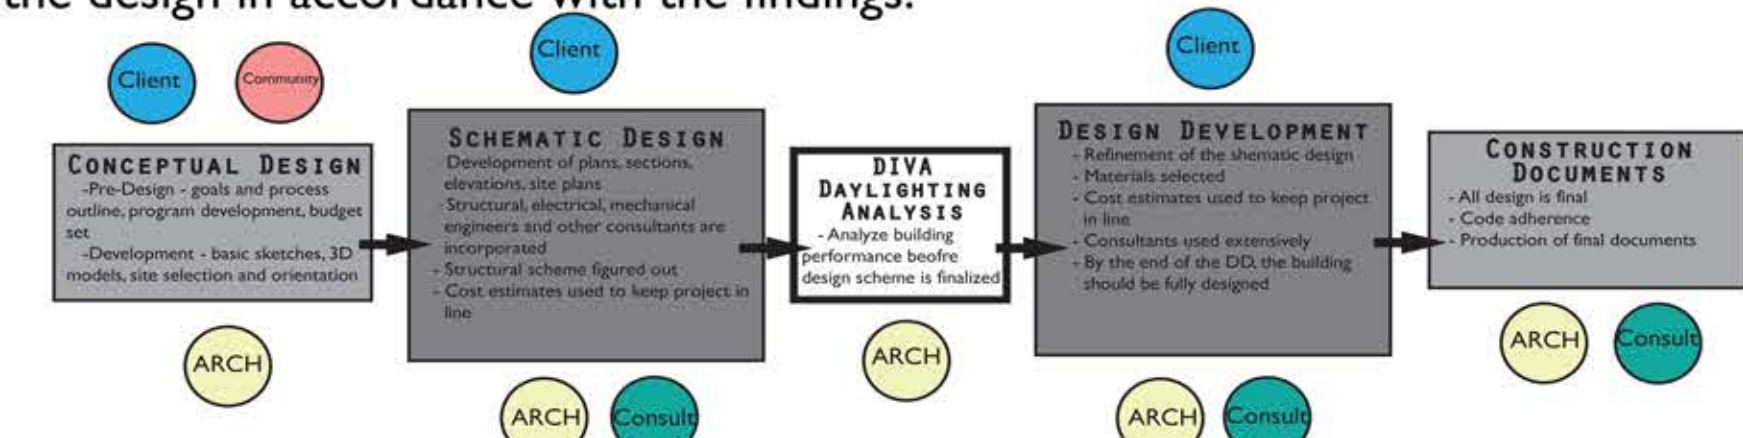 the design in accordance with the findings.
Client
Community
CONCEPTUAL DESIGN
-Pre-Design - goals and process
outline, program development, budget
set
-Development - basic sketches, 3D
models, site selection and orientation
ARCH
Client
SCHEMATIC DESIGN
Development of plans, sections,
elevations, site plans
Structural, electrical, mechanical
engineers and other consultants are
incorporated
- Structural scheme figured out
- Cost estimates used to keep project in
line
ARCH
Consult
DIVA
DAYLIGHTING
ANALYSIS
- Analyze building
performance beofre
design scheme is finalized
ARCH
Client
DESIGN DEVELOPMENT
- Refinement of the shematic design
- Materials selected
- Cost estimates used to keep project
in line
- Consultants used extensively
- By the end of the DD, the building
should be fully designed
ARCH
Consult
CONSTRUCTION
DOCUMENTS
- All design is final
- Code adherence
- Production of final documents
ARCH
Consult